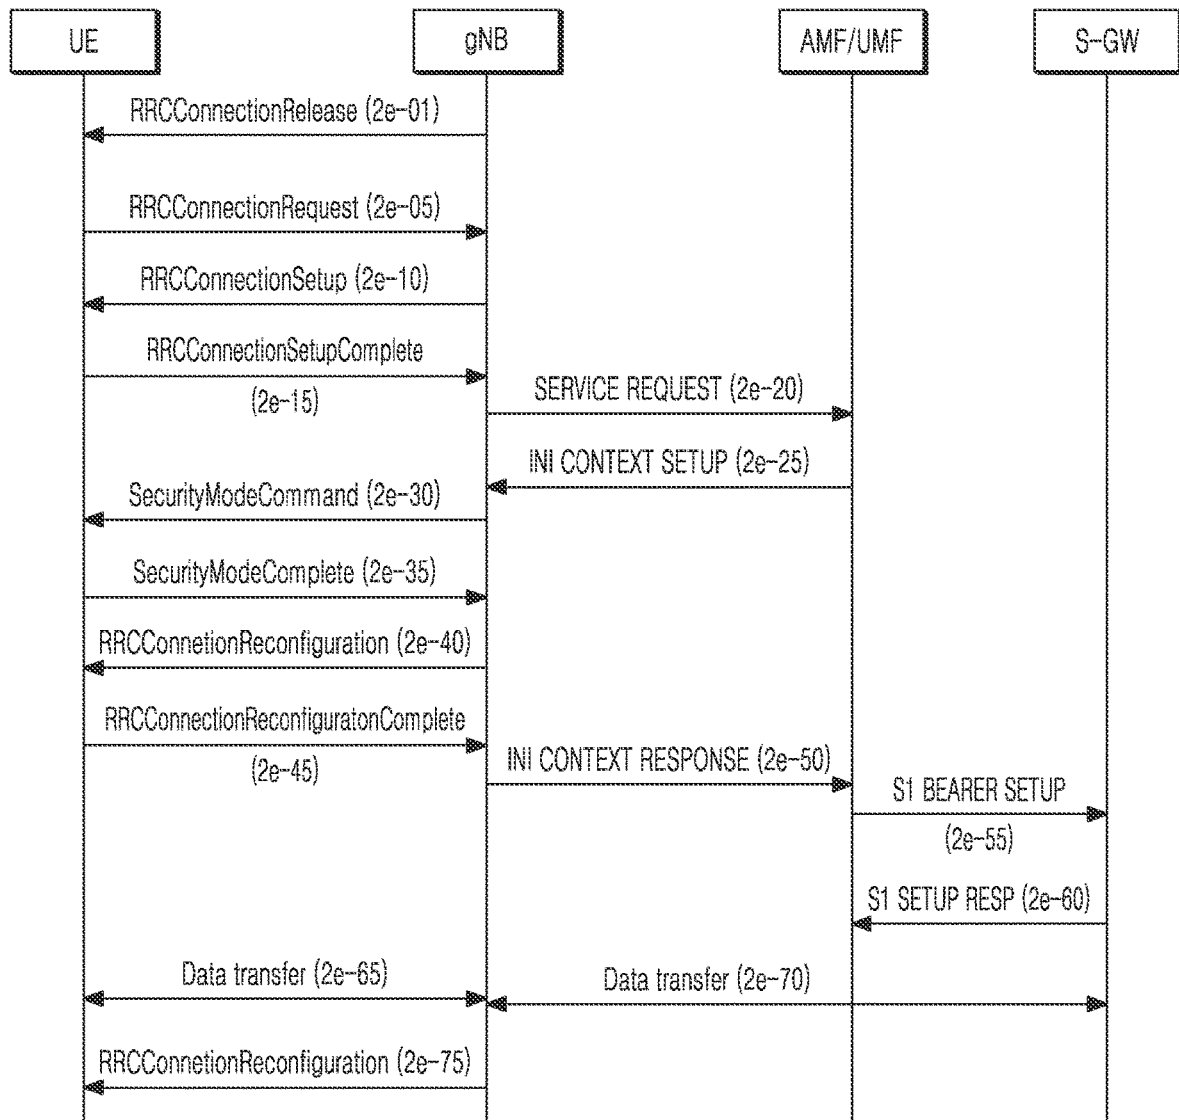 UE
gNB
AMF/UMF
S-GW
RRCConnectionRelease (2e-01)
RRCConnectionRequest (2e-05)
RRCConnectionSetup (2e-10)
RRCConnectionSetupComplete
(2e-15)
SERVICE REQUEST (2e-20)
INI CONTEXT SETUP (2e-25)
SecurityModeCommand (2e-30)
SecurityModeComplete (2e-35)
RRCConnetionReconfiguration (2e-40)
RRCConnectionReconfiguratonComplete
(2e-45)
INI CONTEXT RESPONSE (2e-50)
S1 BEARER SETUP
(2e-55)
S1 SETUP RESP (2e-60)
Data transfer (2e-65)
Data transfer (2e-70)
RRCConnetionReconfiguration (2e-75)